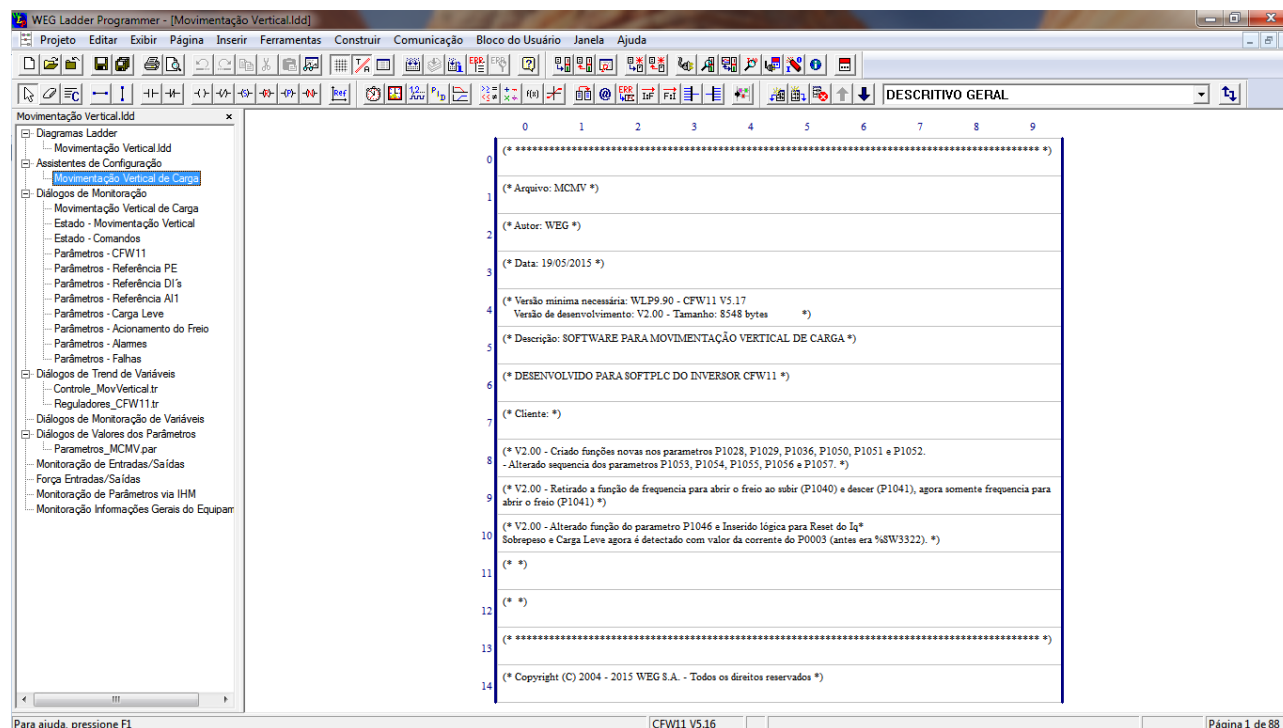 WEG Ladder Programmer - [Movimentação Vertical.ldd]
Projeto Editar Exibir Página Inserir Ferramentas Construir Comunicação Bloco do Usuário Janela Ajuda
DESCRITIVO GERAL
Movimentação Vertical.ldd x
Diagramas Ladder
Movimentação Vertical.ldd
Assistentes de Configuração
Movimentação Vertical de Carga
Diálogos de Monitoração
Movimentação Vertical de Carga
Estado - Movimentação Vertical
Estado - Comandos
Parâmetros - CFW11
Parâmetros - Referência PE
Parâmetros - Referência DI´s
Parâmetros - Referência AI1
Parâmetros - Carga Leve
Parâmetros - Acionamento do Freio
Parâmetros - Alarmes
Parâmetros - Falhas
Diálogos de Trend de Variáveis
Controle_MovVertical.tr
Reguladores_CFW11.tr
Diálogos de Monitoração de Variáveis
Diálogos de Valores dos Parâmetros
Parametros_MCMV.par
Monitoração de Entradas/Saídas
Força Entradas/Saídas
Monitoração de Parâmetros via IHM
Monitoração Informações Gerais do Equipam
0 1 2 3 4 5 6 7 8 9
0 (* ********************************************************************************************* *)
1 (* Arquivo: MCMV *)
2 (* Autor: WEG *)
3 (* Data: 19/05/2015 *)
4 (* Versão minima necessária: WLP9.90 - CFW11 V5.17
Versão de desenvolvimento: V2.00 - Tamanho: 8548 bytes *)
5 (* Descrição: SOFTWARE PARA MOVIMENTAÇÃO VERTICAL DE CARGA *)
6 (* DESENVOLVIDO PARA SOFTPLC DO INVERSOR CFW11 *)
7 (* Cliente: *)
8 (* V2.00 - Criado funções novas nos parametros P1028, P1029, P1036, P1050, P1051 e P1052.
- Alterado sequencia dos parametros P1053, P1054, P1055, P1056 e P1057. *)
9 (* V2.00 - Retirado a função de frequencia para abrir o freio ao subir (P1040) e descer (P1041), agora somente frequencia para
abrir o freio (P1041) *)
10 (* V2.00 - Alterado função do parametro P1046 e Inserido lógica para Reset do Iq*
Sobrepeso e Carga Leve agora é detectado com valor da corrente do P0003 (antes era %SW3322). *)
11 (* *)
12 (* *)
13 (* ********************************************************************************************* *)
14 (* Copyright (C) 2004 - 2015 WEG S.A. - Todos os direitos reservados *)
Para ajuda, pressione F1
CFW11 V5.16
Página 1 de 88